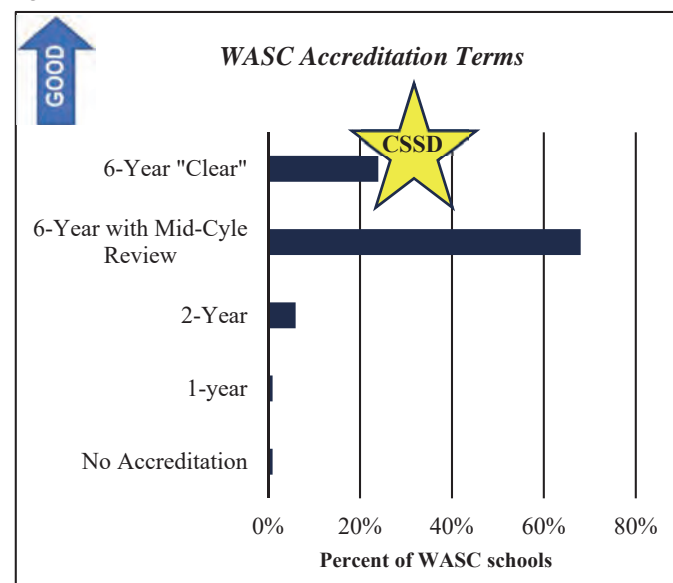 GOOD
WASC Accreditation Terms
CSSD
6-Year "Clear"
6-Year with Mid-Cyle
Review
2-Year
1-year
No Accreditation
0% 20% 40% 60% 80%
Percent of WASC schools